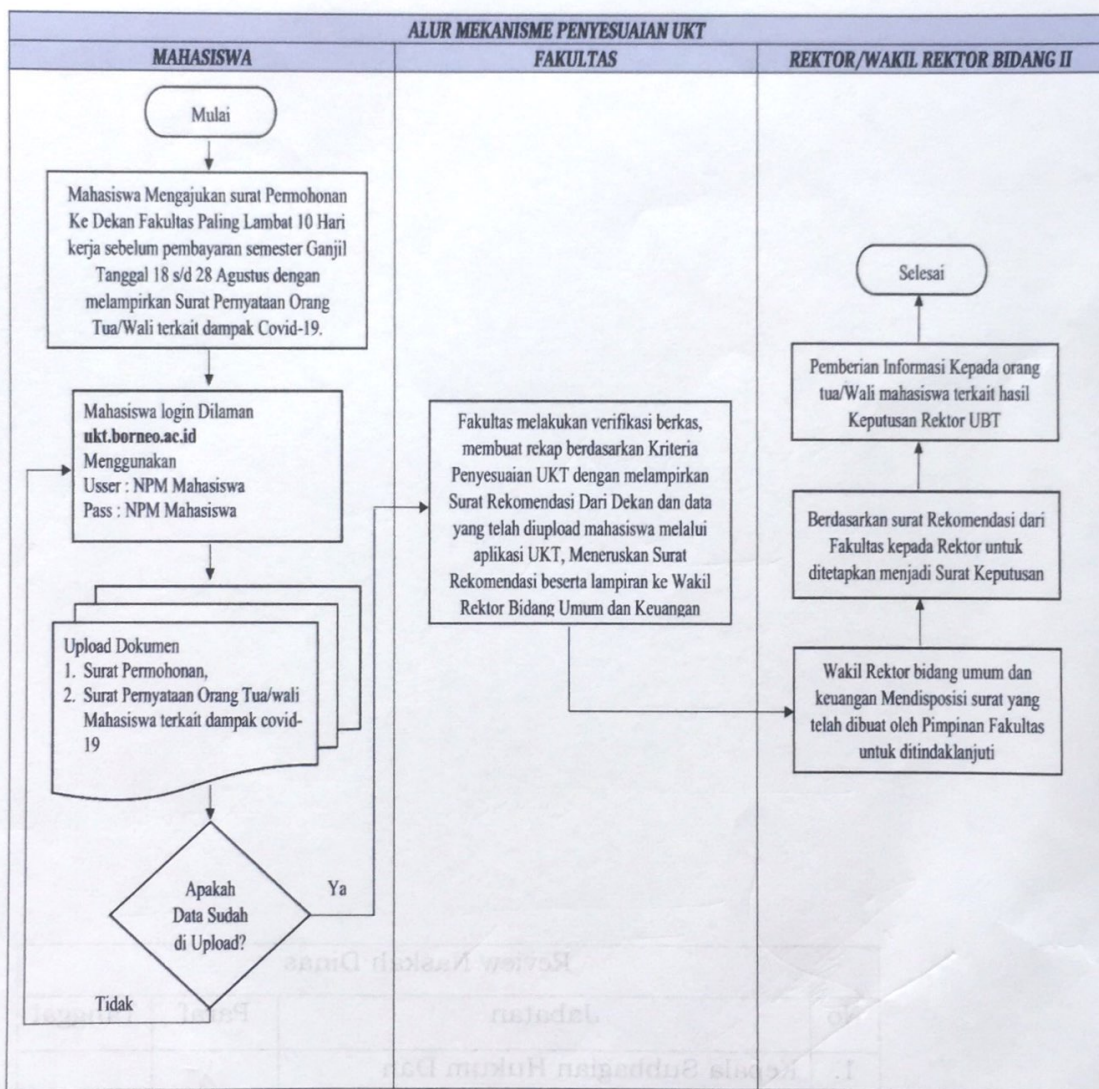 ALUR MEKANISME PENYESUAIAN UKT
MAHASISWA
FAKULTAS
REKTOR/WAKIL REKTOR BIDANG II
Mulai
Mahasiswa Mengajukan surat Permohonan
Ke Dekan Fakultas Paling Lambat 10 Hari
kerja sebelum pembayaran semester Ganjil
Tanggal 18 s/d 28 Agustus dengan
melampirkan Surat Pernyataan Orang
Tua/Wali terkait dampak Covid-19.
Mahasiswa login Dilaman
ukt.borneo.ac.id
Menggunakan
Usser : NPM Mahasiswa
Pass : NPM Mahasiswa
Upload Dokumen
1. Surat Permohonan,
2. Surat Pernyataan Orang Tua/wali
Mahasiswa terkait dampak covid-
19
Apakah
Data Sudah
di Upload?
Ya
Tidak
Fakultas melakukan verifikasi berkas,
membuat rekap berdasarkan Kriteria
Penyesuaian UKT dengan melampirkan
Surat Rekomendasi Dari Dekan dan data
yang telah diupload mahasiswa melalui
aplikasi UKT, Meneruskan Surat
Rekomendasi beserta lampiran ke Wakil
Rektor Bidang Umum dan Keuangan
Selesai
Pemberian Informasi Kepada orang
tua/Wali mahasiswa terkait hasil
Keputusan Rektor UBT
Berdasarkan surat Rekomendasi dari
Fakultas kepada Rektor untuk
ditetapkan menjadi Surat Keputusan
Wakil Rektor bidang umum dan
keuangan Mendisposisi surat yang
telah dibuat oleh Pimpinan Fakultas
untuk ditindaklanjuti
Review Naskah Dinas
No
Jabatan
Paraf
Tanggal
1. Kepala Subbagian Hukum Dan